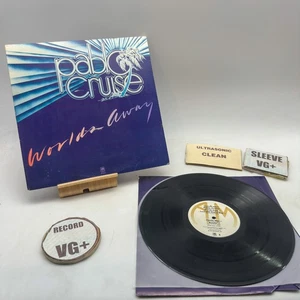 pablo
cruise
Worlds Away
ULTRASONIC
CLEAN
SLEEVE
VG+
RECORD
VG+